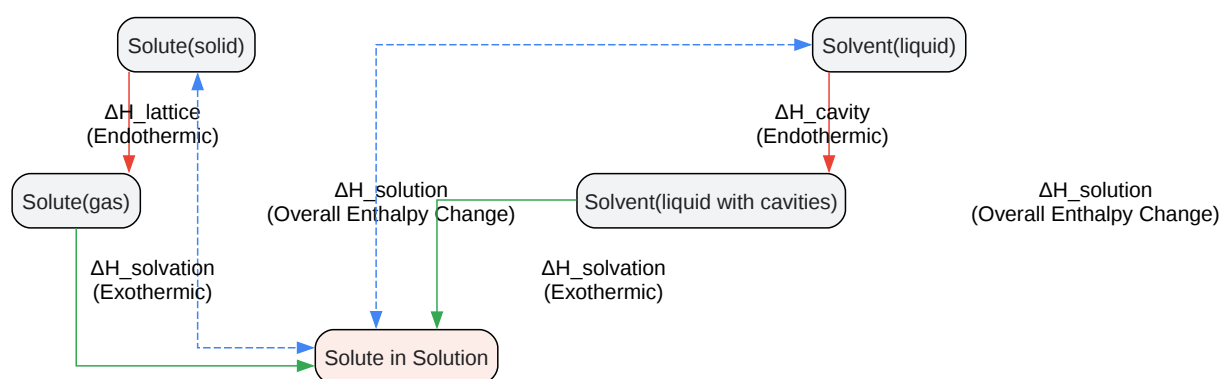 Solute(solid)
Solvent(liquid)
ΔH_lattice
(Endothermic)
ΔH_cavity
(Endothermic)
Solute(gas)
ΔH_solution
(Overall Enthalpy Change)
Solvent(liquid with cavities)
ΔH_solution
(Overall Enthalpy Change)
ΔH_solvation
(Exothermic)
ΔH_solvation
(Exothermic)
Solute in Solution